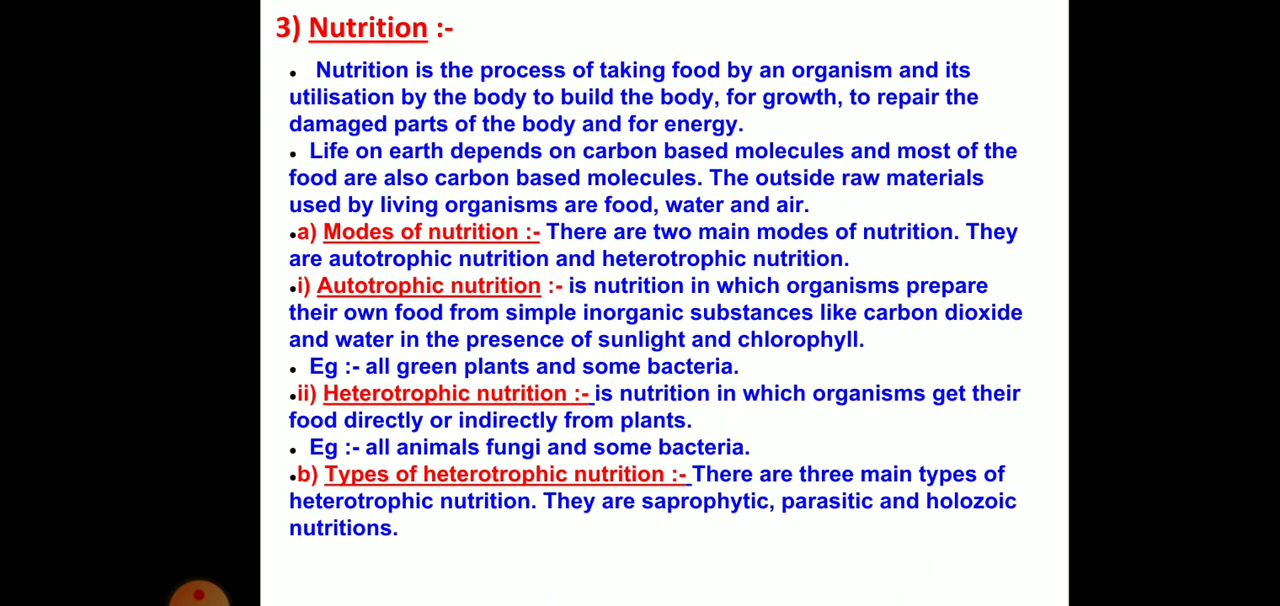 3) Nutrition :-
• Nutrition is the process of taking food by an organism and its
utilisation by the body to build the body, for growth, to repair the
damaged parts of the body and for energy.
• Life on earth depends on carbon based molecules and most of the
food are also carbon based molecules. The outside raw materials
used by living organisms are food, water and air.
•a) Modes of nutrition :- There are two main modes of nutrition. They
are autotrophic nutrition and heterotrophic nutrition.
•i) Autotrophic nutrition :- is nutrition in which organisms prepare
their own food from simple inorganic substances like carbon dioxide
and water in the presence of sunlight and chlorophyll.
• Eg :- all green plants and some bacteria.
•ii) Heterotrophic nutrition :- is nutrition in which organisms get their
food directly or indirectly from plants.
• Eg :- all animals fungi and some bacteria.
•b) Types of heterotrophic nutrition :- There are three main types of
heterotrophic nutrition. They are saprophytic, parasitic and holozoic
nutritions.